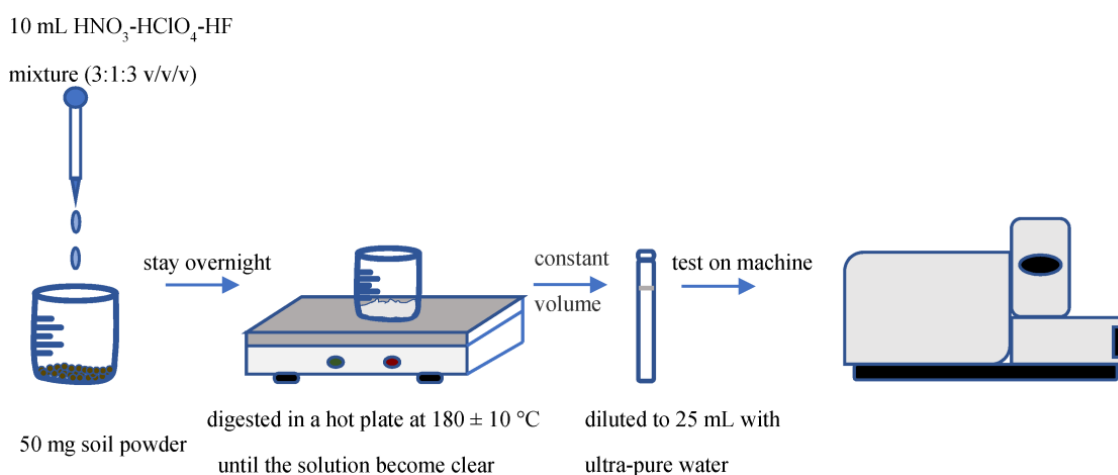 10 mL HNO₃-HClO₄-HF
mixture (3:1:3 v/v/v)
stay overnight
constant
volume
test on machine
50 mg soil powder
digested in a hot plate at 180 ± 10 °C
until the solution become clear
diluted to 25 mL with
ultra-pure water